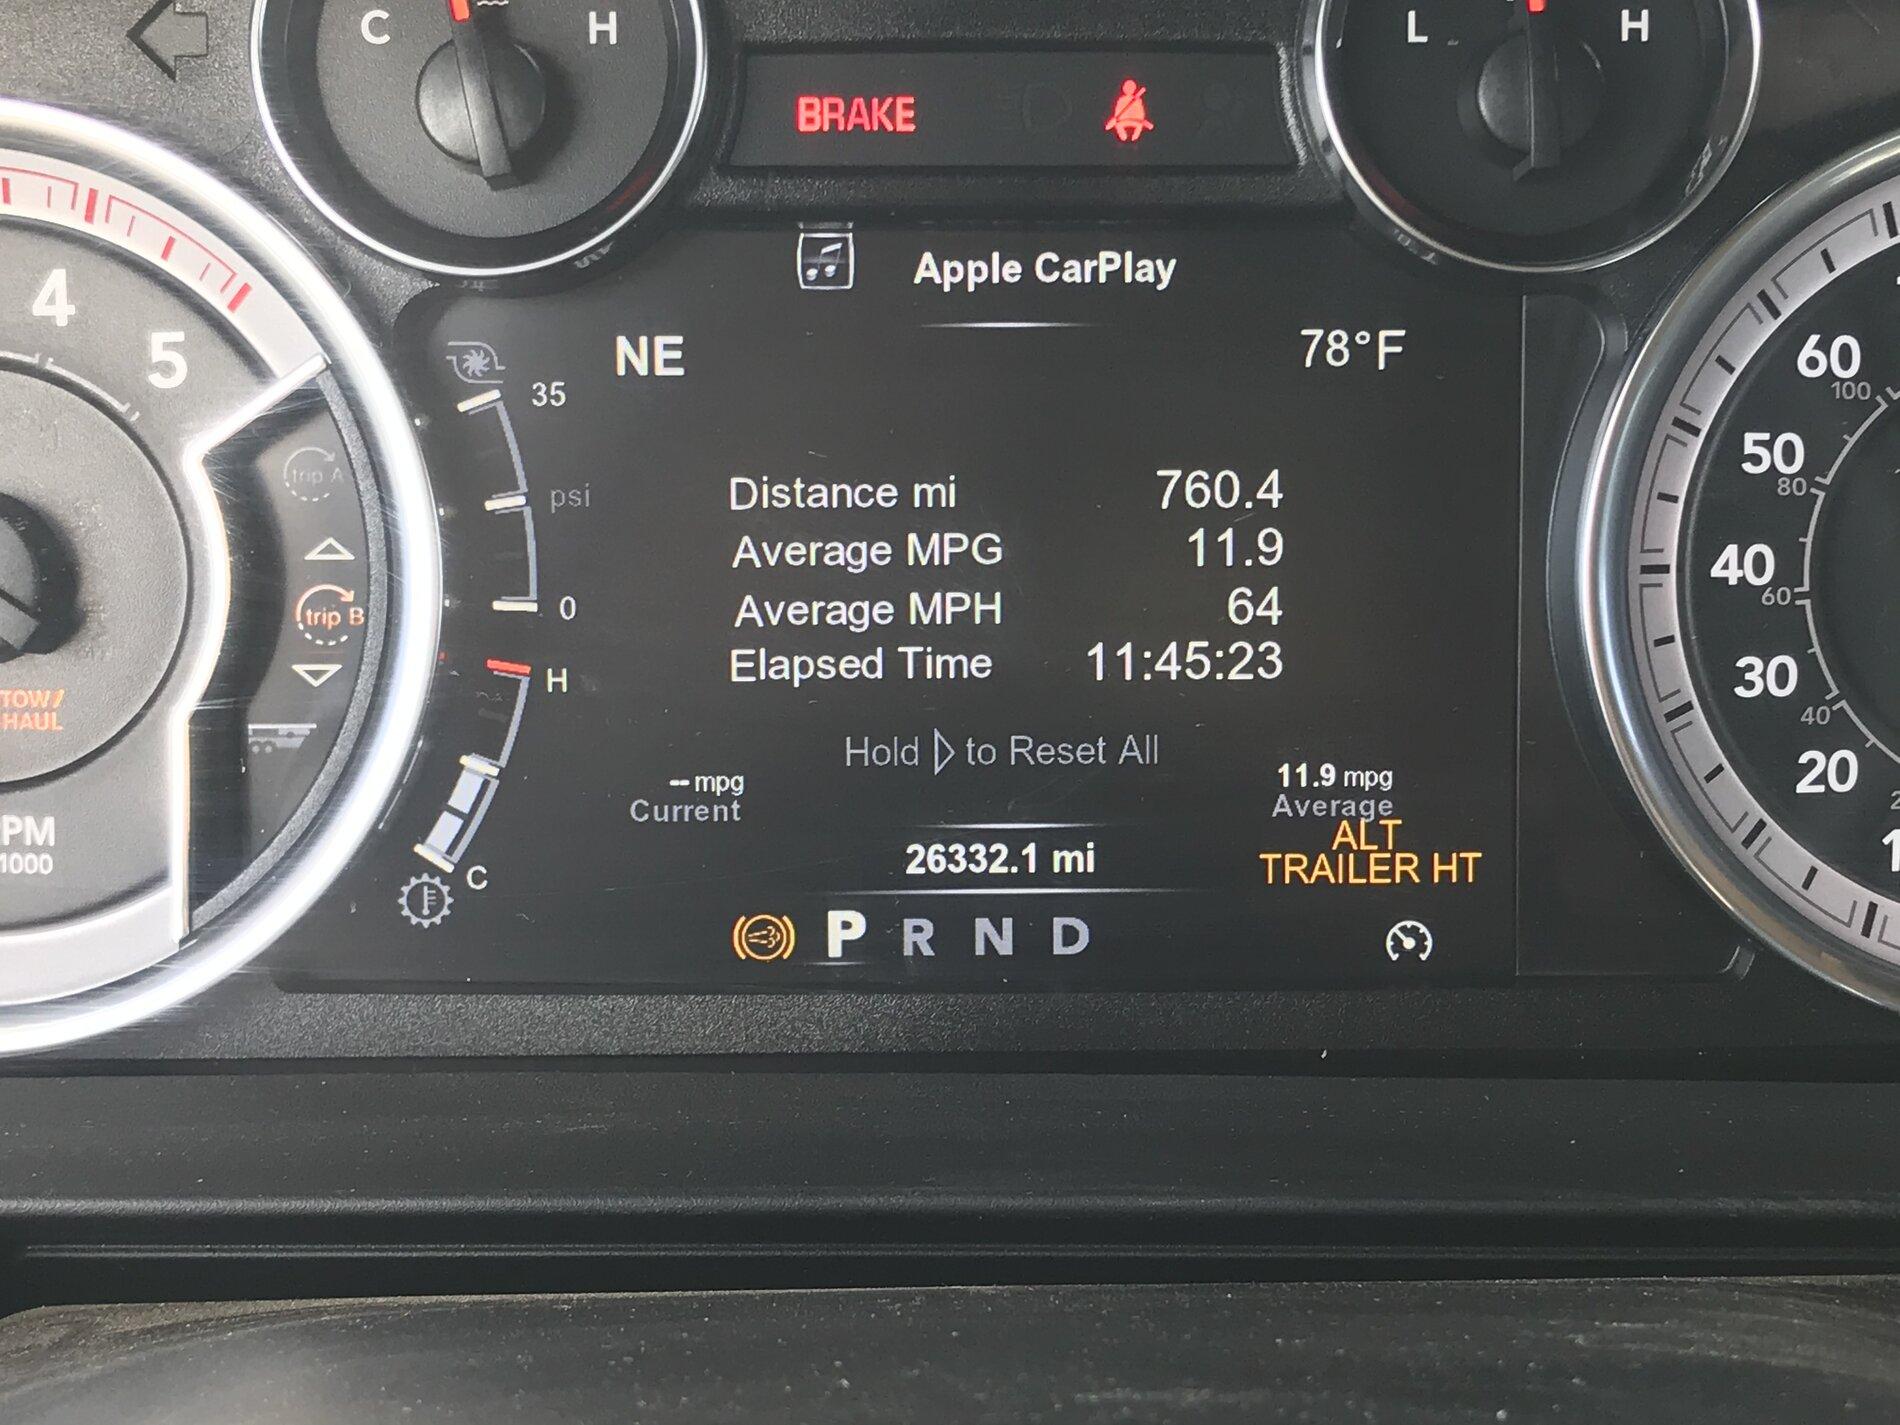 C H
BRAKE
L H
Apple CarPlay
NE
78°F
35
psi
0
H
C
4
5
trip A
trip B
TOW/
HAUL
PM
1000
Distance mi 760.4
Average MPG 11.9
Average MPH 64
Elapsed Time 11:45:23
Hold ▷ to Reset All
-- mpg
Current
11.9 mpg
Average
ALT
TRAILER HT
26332.1 mi
P R N D
60
100
50
80
40
60
30
40
20
2
1